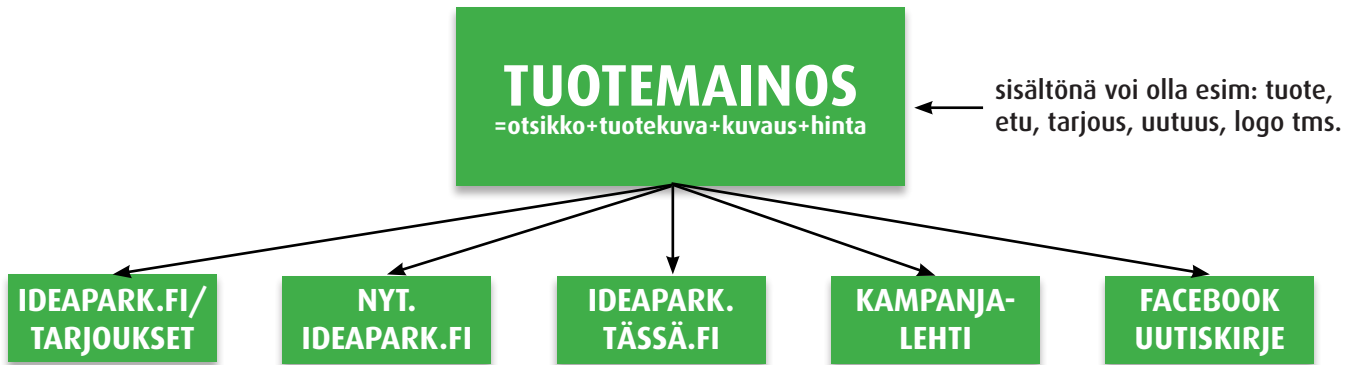 TUOTEMAINOS
=otsikko+tuotekuva+kuvaus+hinta
sisältönä voi olla esim: tuote,
etu, tarjous, uutuus, logo tms.
IDEAPARK.FI/
TARJOUKSET
NYT.
IDEAPARK.FI
IDEAPARK.
TÄSSÄ.FI
KAMPANJA-
LEHTI
FACEBOOK
UUTISKIRJE